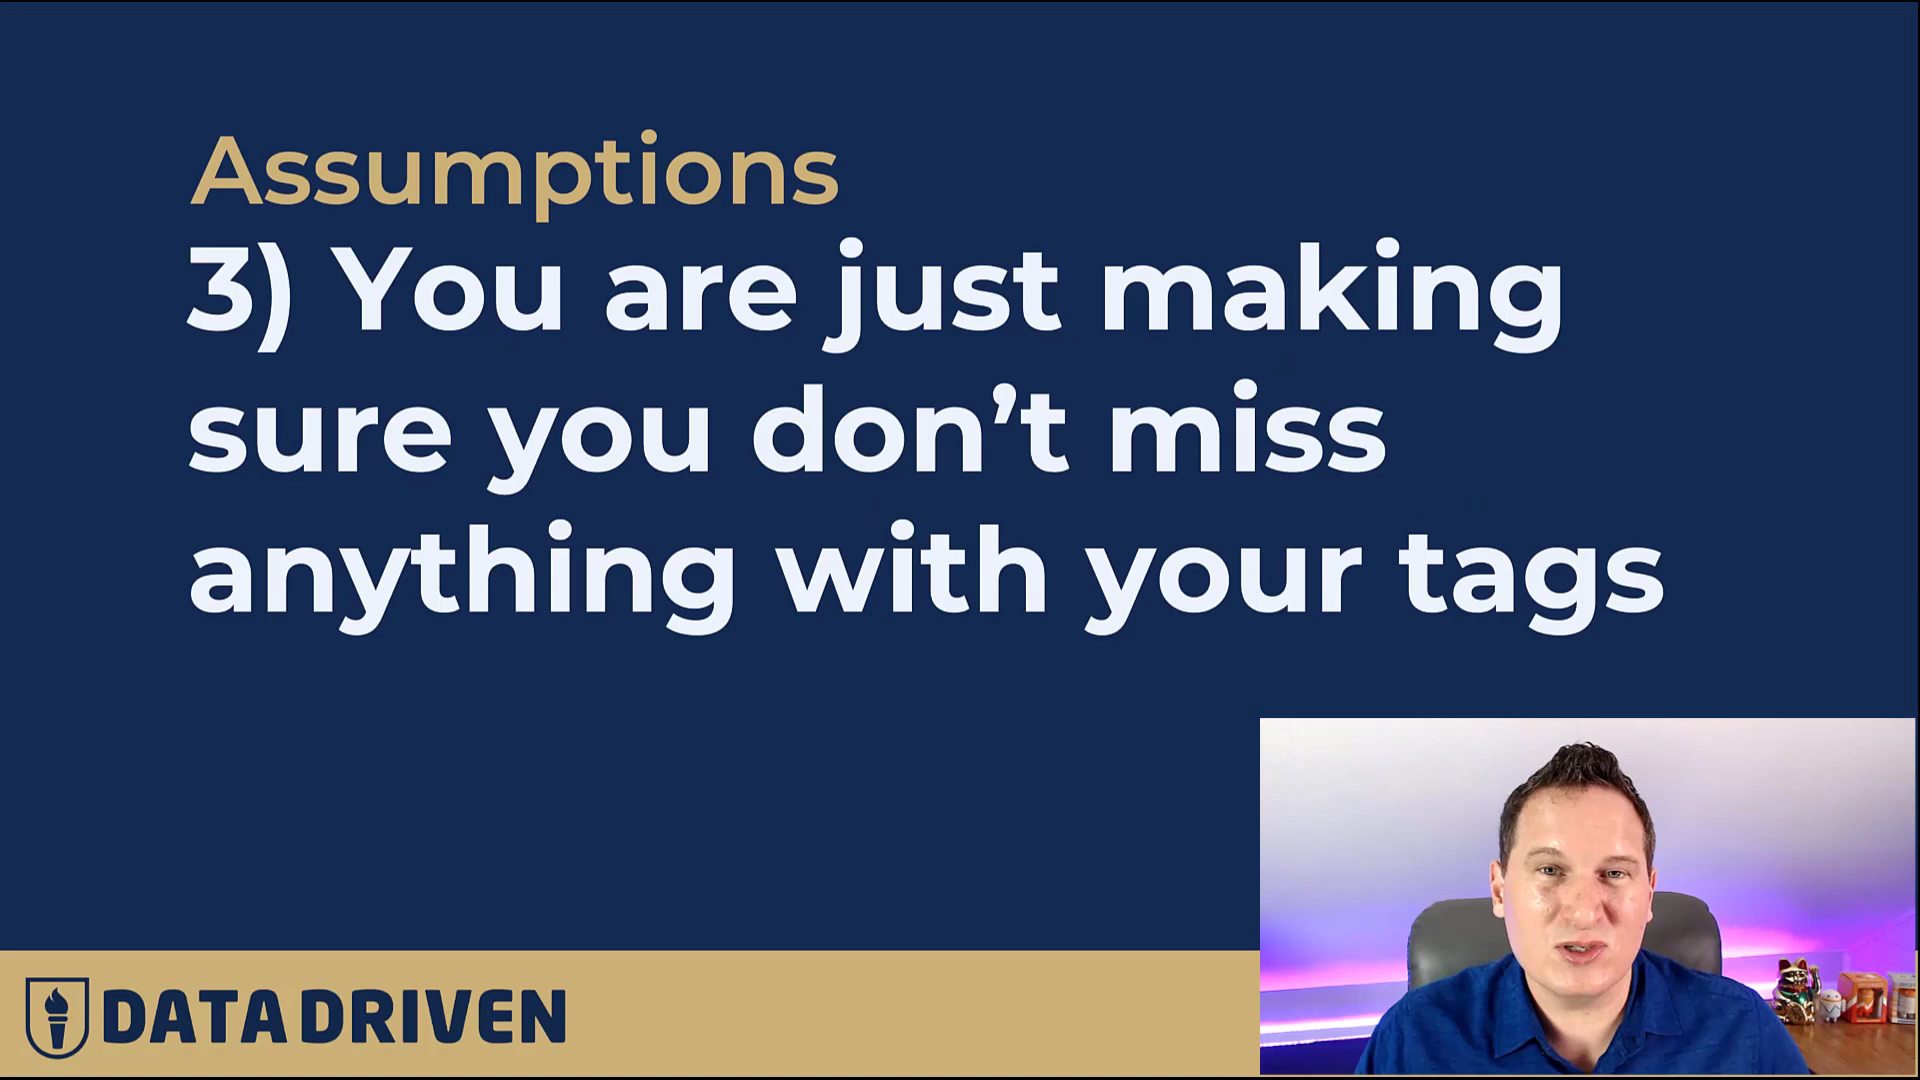 Assumptions
3) You are just making
sure you don’t miss
anything with your tags
DATA DRIVEN